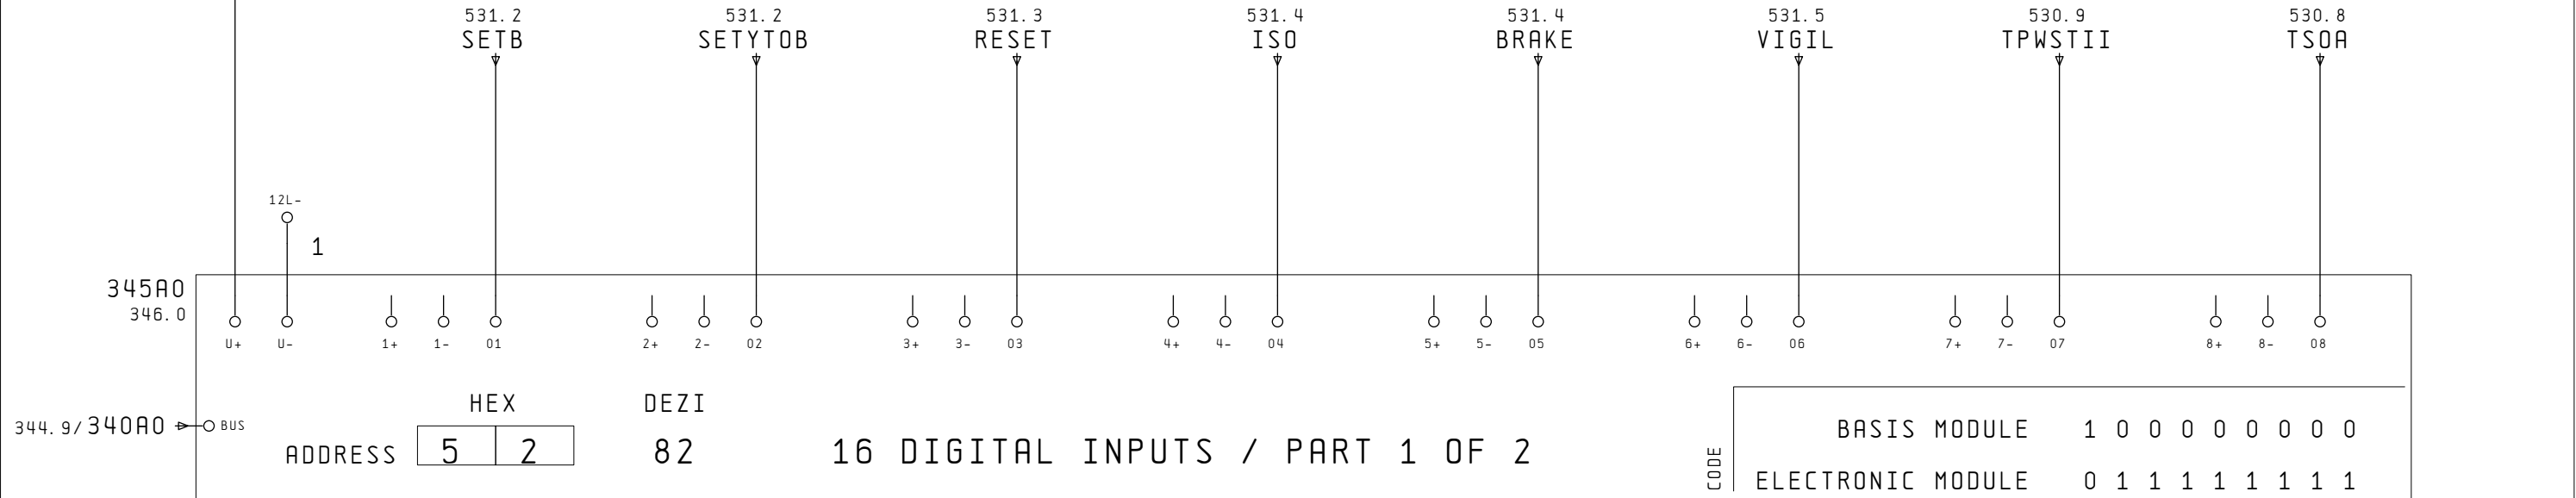 531.2 531.2 531.3 531.4 531.4 531.5 530.9 530.8
SETB SETYTOB RESET ISO BRAKE VIGIL TPWSTII TSOA
12L-
1
345A0
346.0
U+ U- 1+ 1- 01 2+ 2- 02 3+ 3- 03 4+ 4- 04 5+ 5- 05 6+ 6- 06 7+ 7- 07 8+ 8- 08
HEX DEZI
344.9/340A0 BUS
ADDRESS 5 2 82 16 DIGITAL INPUTS / PART 1 OF 2
CODE
BASIS MODULE 1 0 0 0 0 0 0 0 0
ELECTRONIC MODULE 0 1 1 1 1 1 1 1 1